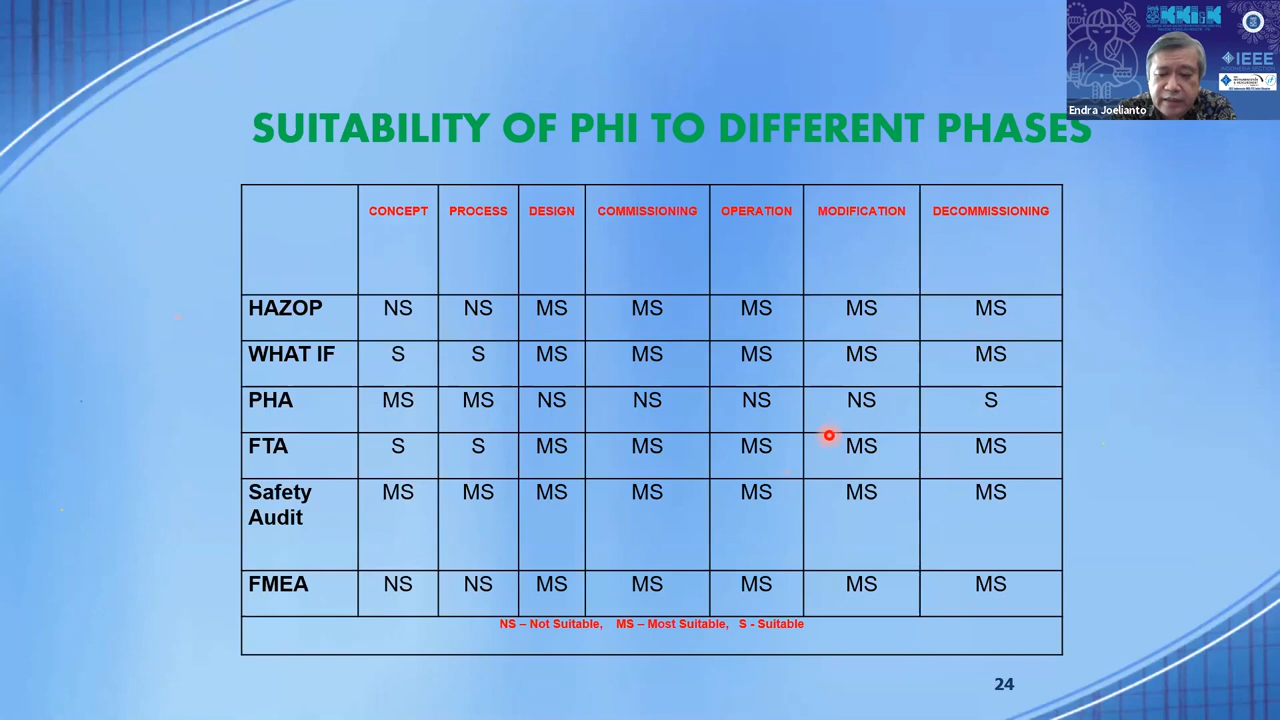 IEEE
INDONESIA SECTION
Endra Joelianto
SUITABILITY OF PHI TO DIFFERENT PHASES
CONCEPT PROCESS DESIGN COMMISSIONING OPERATION MODIFICATION DECOMMISSIONING
HAZOP NS NS MS MS MS MS MS
WHAT IF S S MS MS MS MS MS
PHA MS MS NS NS NS NS S
FTA S S MS MS MS MS MS
Safety
Audit MS MS MS MS MS MS MS
FMEA NS NS MS MS MS MS MS
NS – Not Suitable, MS – Most Suitable, S - Suitable
24